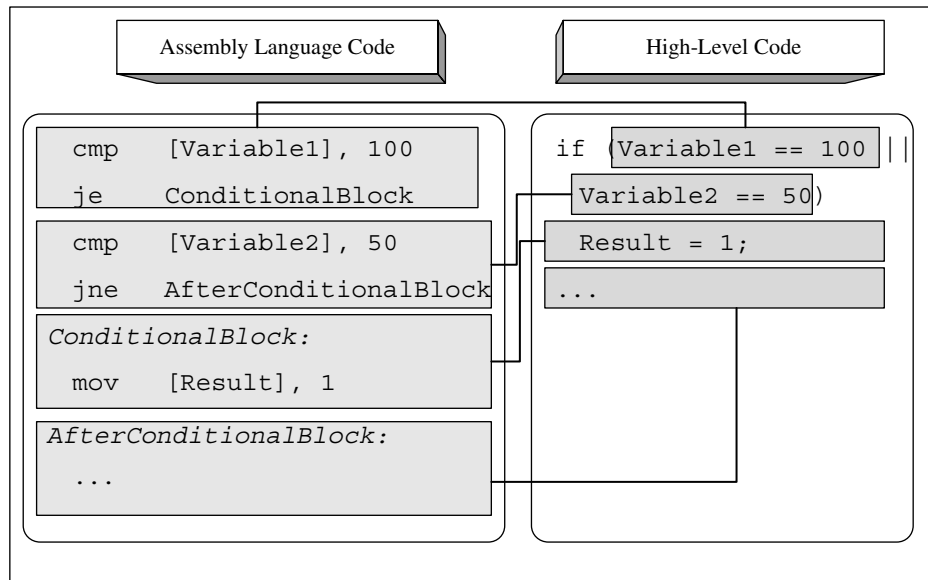 Assembly Language Code
High-Level Code
cmp [Variable1], 100
je ConditionalBlock
cmp [Variable2], 50
jne AfterConditionalBlock
ConditionalBlock:
mov [Result], 1
AfterConditionalBlock:
...
if (Variable1 == 100 ||
Variable2 == 50)
Result = 1;
...